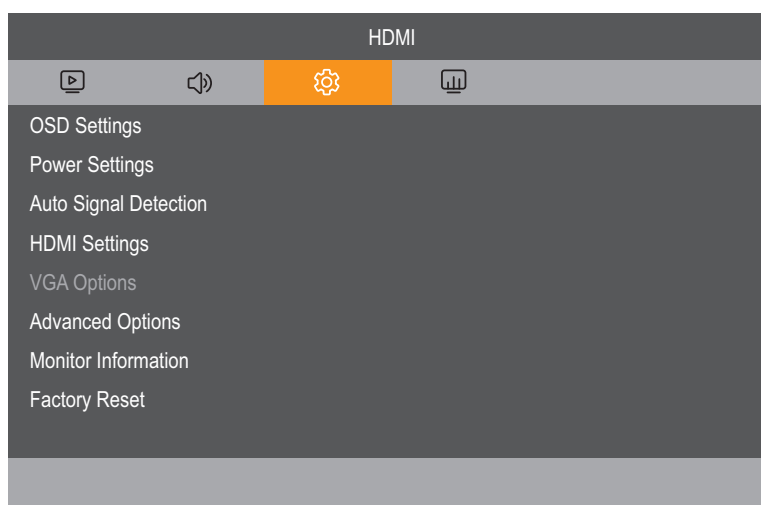 HDMI
OSD Settings
Power Settings
Auto Signal Detection
HDMI Settings
VGA Options
Advanced Options
Monitor Information
Factory Reset